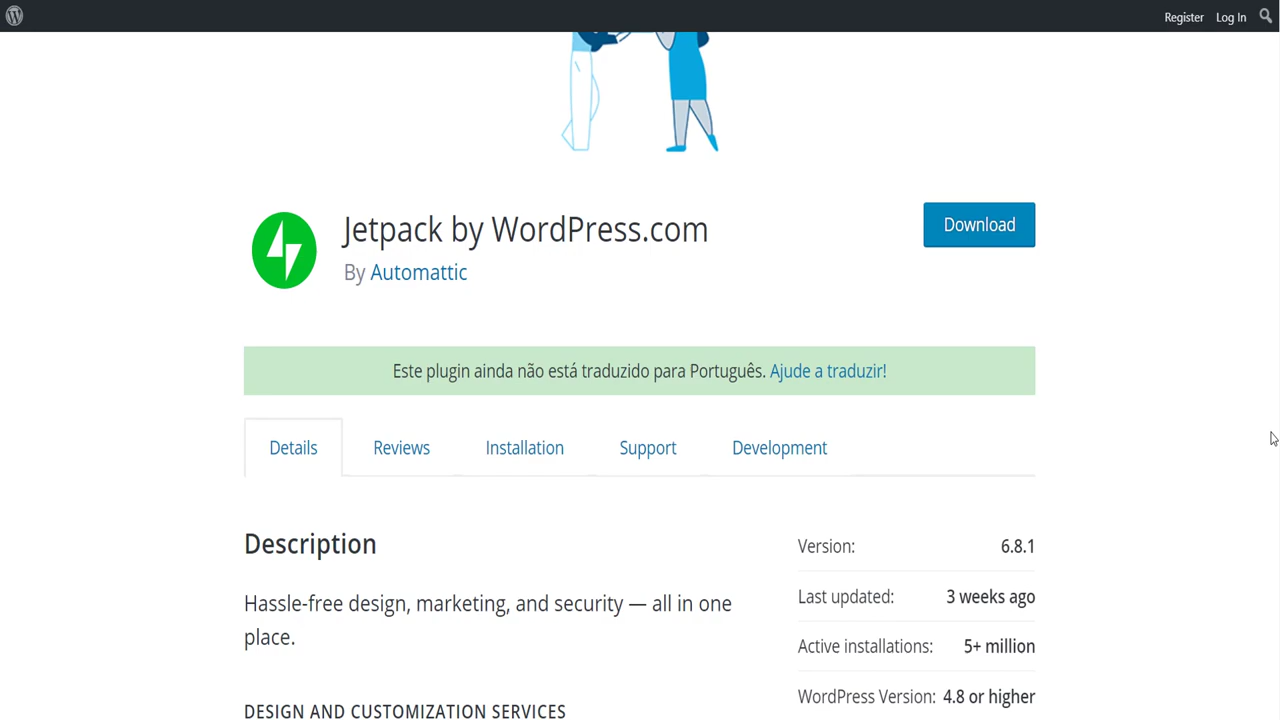 Register Log In
Jetpack by WordPress.com
Download
By Automattic
Este plugin ainda não está traduzido para Português. Ajude a traduzir!
Details Reviews Installation Support Development
Description
Version: 6.8.1
Hassle-free design, marketing, and security — all in one
place.
Last updated: 3 weeks ago
Active installations: 5+ million
WordPress Version: 4.8 or higher
DESIGN AND CUSTOMIZATION SERVICES